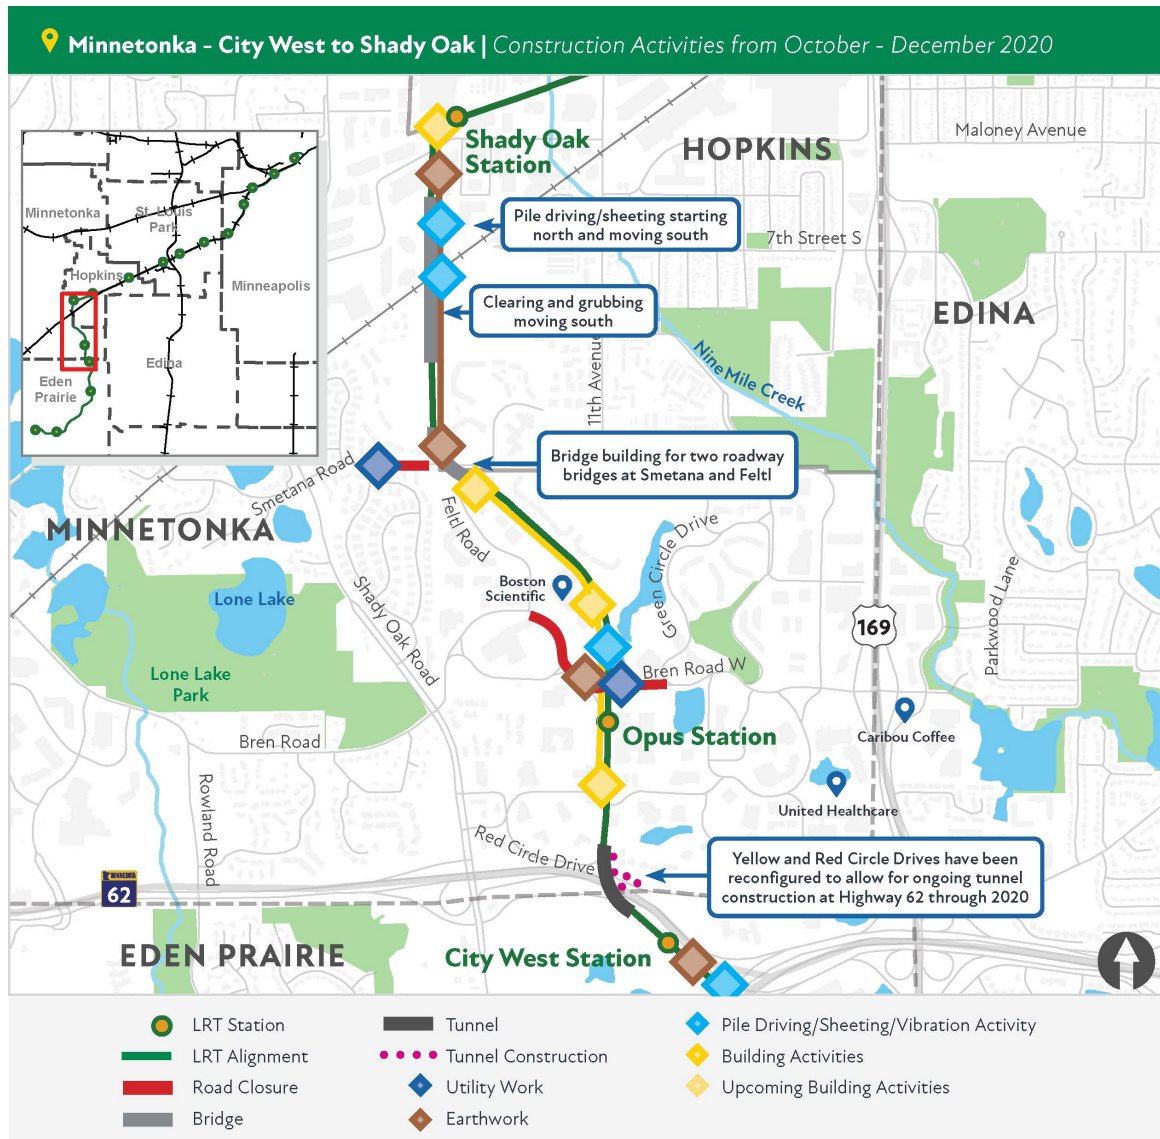 Minnetonka - City West to Shady Oak | Construction Activities from October - December 2020
Minnetonka
St. Louis
Park
Hopkins
Minneapolis
Edina
Eden
Prairie
Shady Oak
Station
HOPKINS
Maloney Avenue
Pile driving/sheeting starting
north and moving south
7th Street S
Clearing and grubbing
moving south
EDINA
11th Avenue
Nine Mile Creek
Bridge building for two roadway
bridges at Smetana and Feltl
Smetana Road
MINNETONKA
Feltl Road
Green Circle Drive
Boston
Scientific
Lone Lake
Shady Oak Road
Parkwood Lane
169
Lone Lake
Park
Bren Road W
Opus Station
Caribou Coffee
Bren Road
Rowland Road
United Healthcare
Red Circle Drive
Yellow and Red Circle Drives have been
reconfigured to allow for ongoing tunnel
construction at Highway 62 through 2020
MINNESOTA
62
EDEN PRAIRIE
City West Station
LRT Station
LRT Alignment
Road Closure
Bridge
Tunnel
Tunnel Construction
Utility Work
Earthwork
Pile Driving/Sheeting/Vibration Activity
Building Activities
Upcoming Building Activities